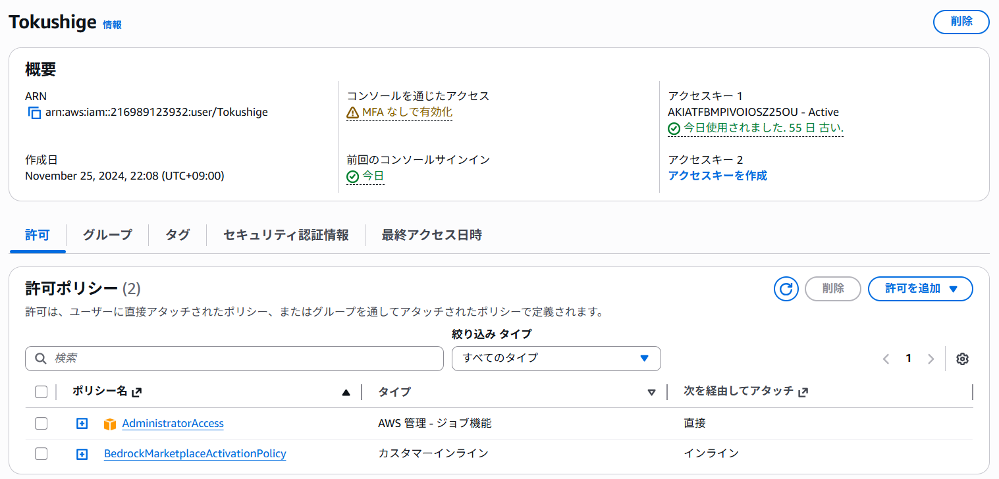 Tokushige 情報
削除
概要
ARN
arn:aws:iam::216989123932:user/Tokushige
コンソールを通じたアクセス
MFA なしで有効化
アクセスキー 1
AKIATFBMPIVOIOSZ25OU - Active
今日使用されました. 55 日 古い.
作成日
November 25, 2024, 22:08 (UTC+09:00)
前回のコンソールサインイン
今日
アクセスキー 2
アクセスキーを作成
許可 グループ タグ セキュリティ認証情報 最終アクセス日時
許可ポリシー (2)
削除 許可を追加
許可は、ユーザーに直接アタッチされたポリシー、またはグループを通してアタッチされたポリシーで定義されます。
絞り込み タイプ
検索 すべてのタイプ 1
ポリシー名 タイプ 次を経由してアタッチ
AdministratorAccess AWS 管理 - ジョブ機能 直接
BedrockMarketplaceActivationPolicy カスタマーインライン インライン